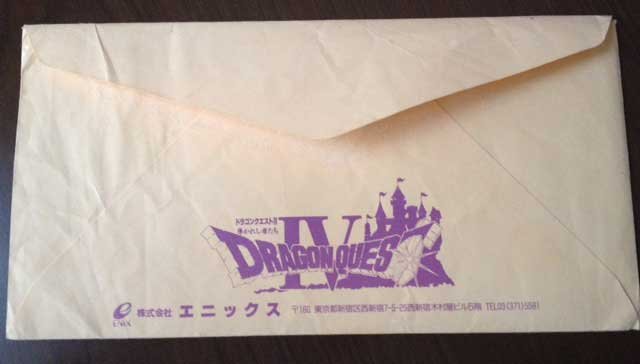 ドラゴンクエストⅣ
導かれし者たち
IV
DRAGON QUEST
ENIX 株式会社 エニックス 〒160 東京都新宿区西新宿7-5-25西新宿木村屋ビル5階 TEL03(371)5581